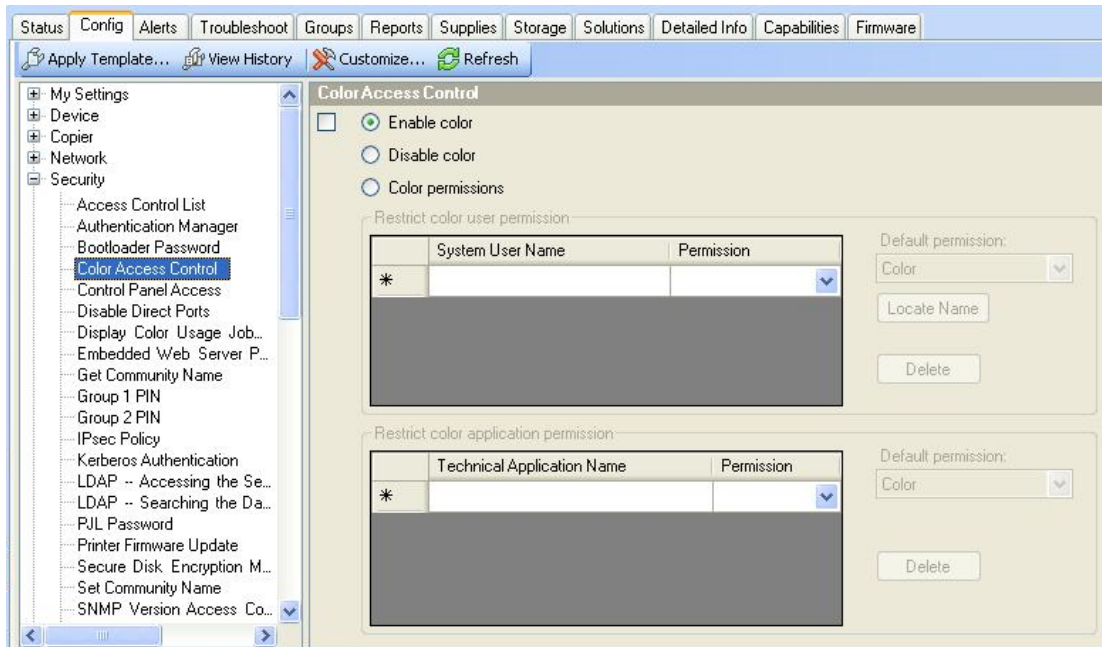 Status Config Alerts Troubleshoot Groups Reports Supplies Storage Solutions Detailed Info Capabilities Firmware
Apply Template... View History Customize... Refresh
My Settings
Device
Copier
Network
Security
Access Control List
Authentication Manager
Bootloader Password
Color Access Control
Control Panel Access
Disable Direct Ports
Display Color Usage Job...
Embedded Web Server P...
Get Community Name
Group 1 PIN
Group 2 PIN
IPsec Policy
Kerberos Authentication
LDAP -- Accessing the Se...
LDAP -- Searching the Da...
PJL Password
Printer Firmware Update
Secure Disk Encryption M...
Set Community Name
SNMP Version Access Co...
Color Access Control
Enable color
Disable color
Color permissions
Restrict color user permission
System User Name Permission
Default permission:
Color
Locate Name
Delete
Restrict color application permission
Technical Application Name Permission
Default permission:
Color
Delete